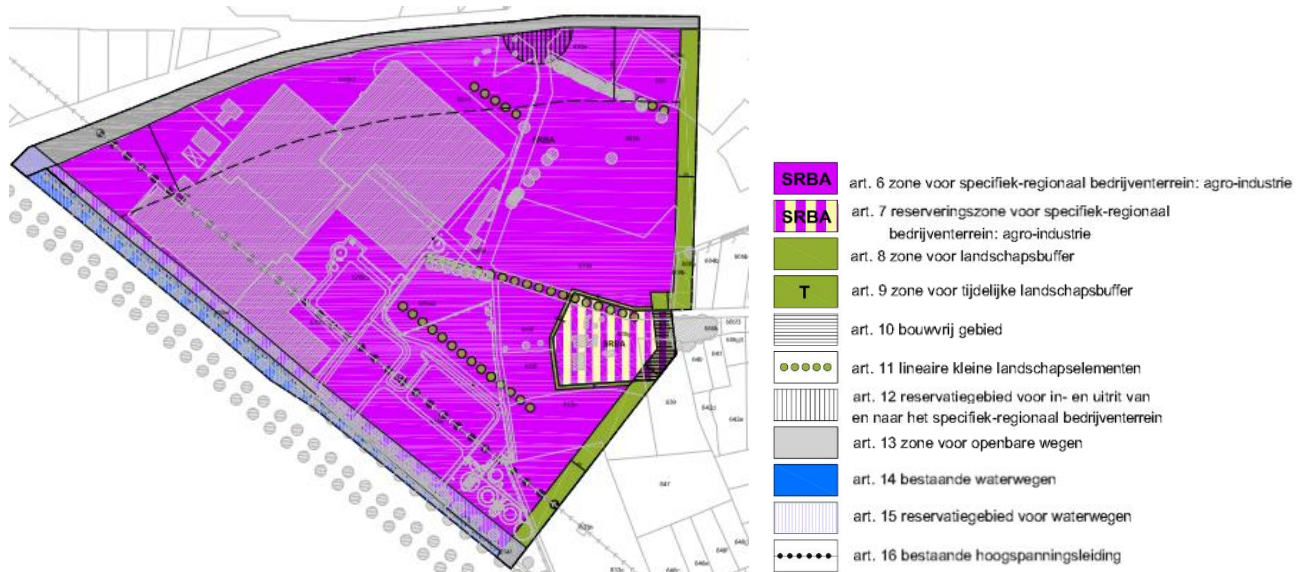 SRBA
SRBA
SRBA art. 6 zone voor specifiek-regionaal bedrijventerrein: agro-industrie
SRBA art. 7 reserveringszone voor specifiek-regionaal
bedrijventerrein: agro-industrie
art. 8 zone voor landschapsbuffer
T art. 9 zone voor tijdelijke landschapsbuffer
art. 10 bouwvrij gebied
art. 11 lineaire kleine landschapselementen
art. 12 reservatiegebied voor in- en uitrit van
en naar het specifiek-regionaal bedrijventerrein
art. 13 zone voor openbare wegen
art. 14 bestaande waterwegen
art. 15 reservatiegebied voor waterwegen
art. 16 bestaande hoogspanningsleiding